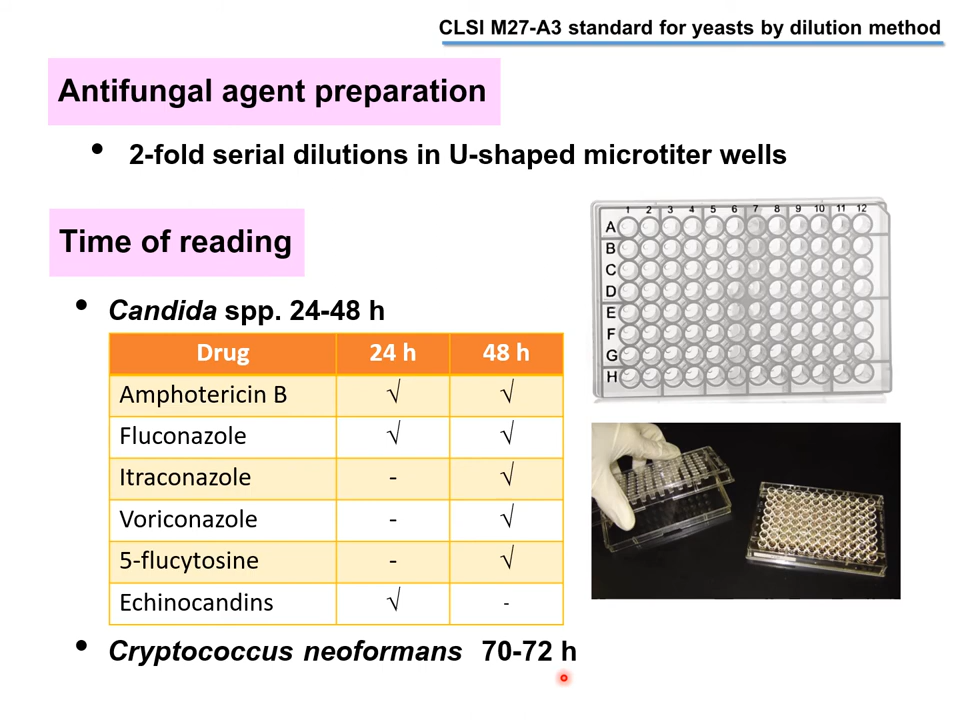 CLSI M27-A3 standard for yeasts by dilution method
Antifungal agent preparation
• 2-fold serial dilutions in U-shaped microtiter wells
Time of reading
• Candida spp. 24-48 h
Drug 24 h 48 h
Amphotericin B √ √
Fluconazole √ √
Itraconazole - √
Voriconazole - √
5-flucytosine - √
Echinocandins √ -
• Cryptococcus neoformans 70-72 h
1 2 3 4 5 6 7 8 9 10 11 12
A
B
C
D
E
F
G
H